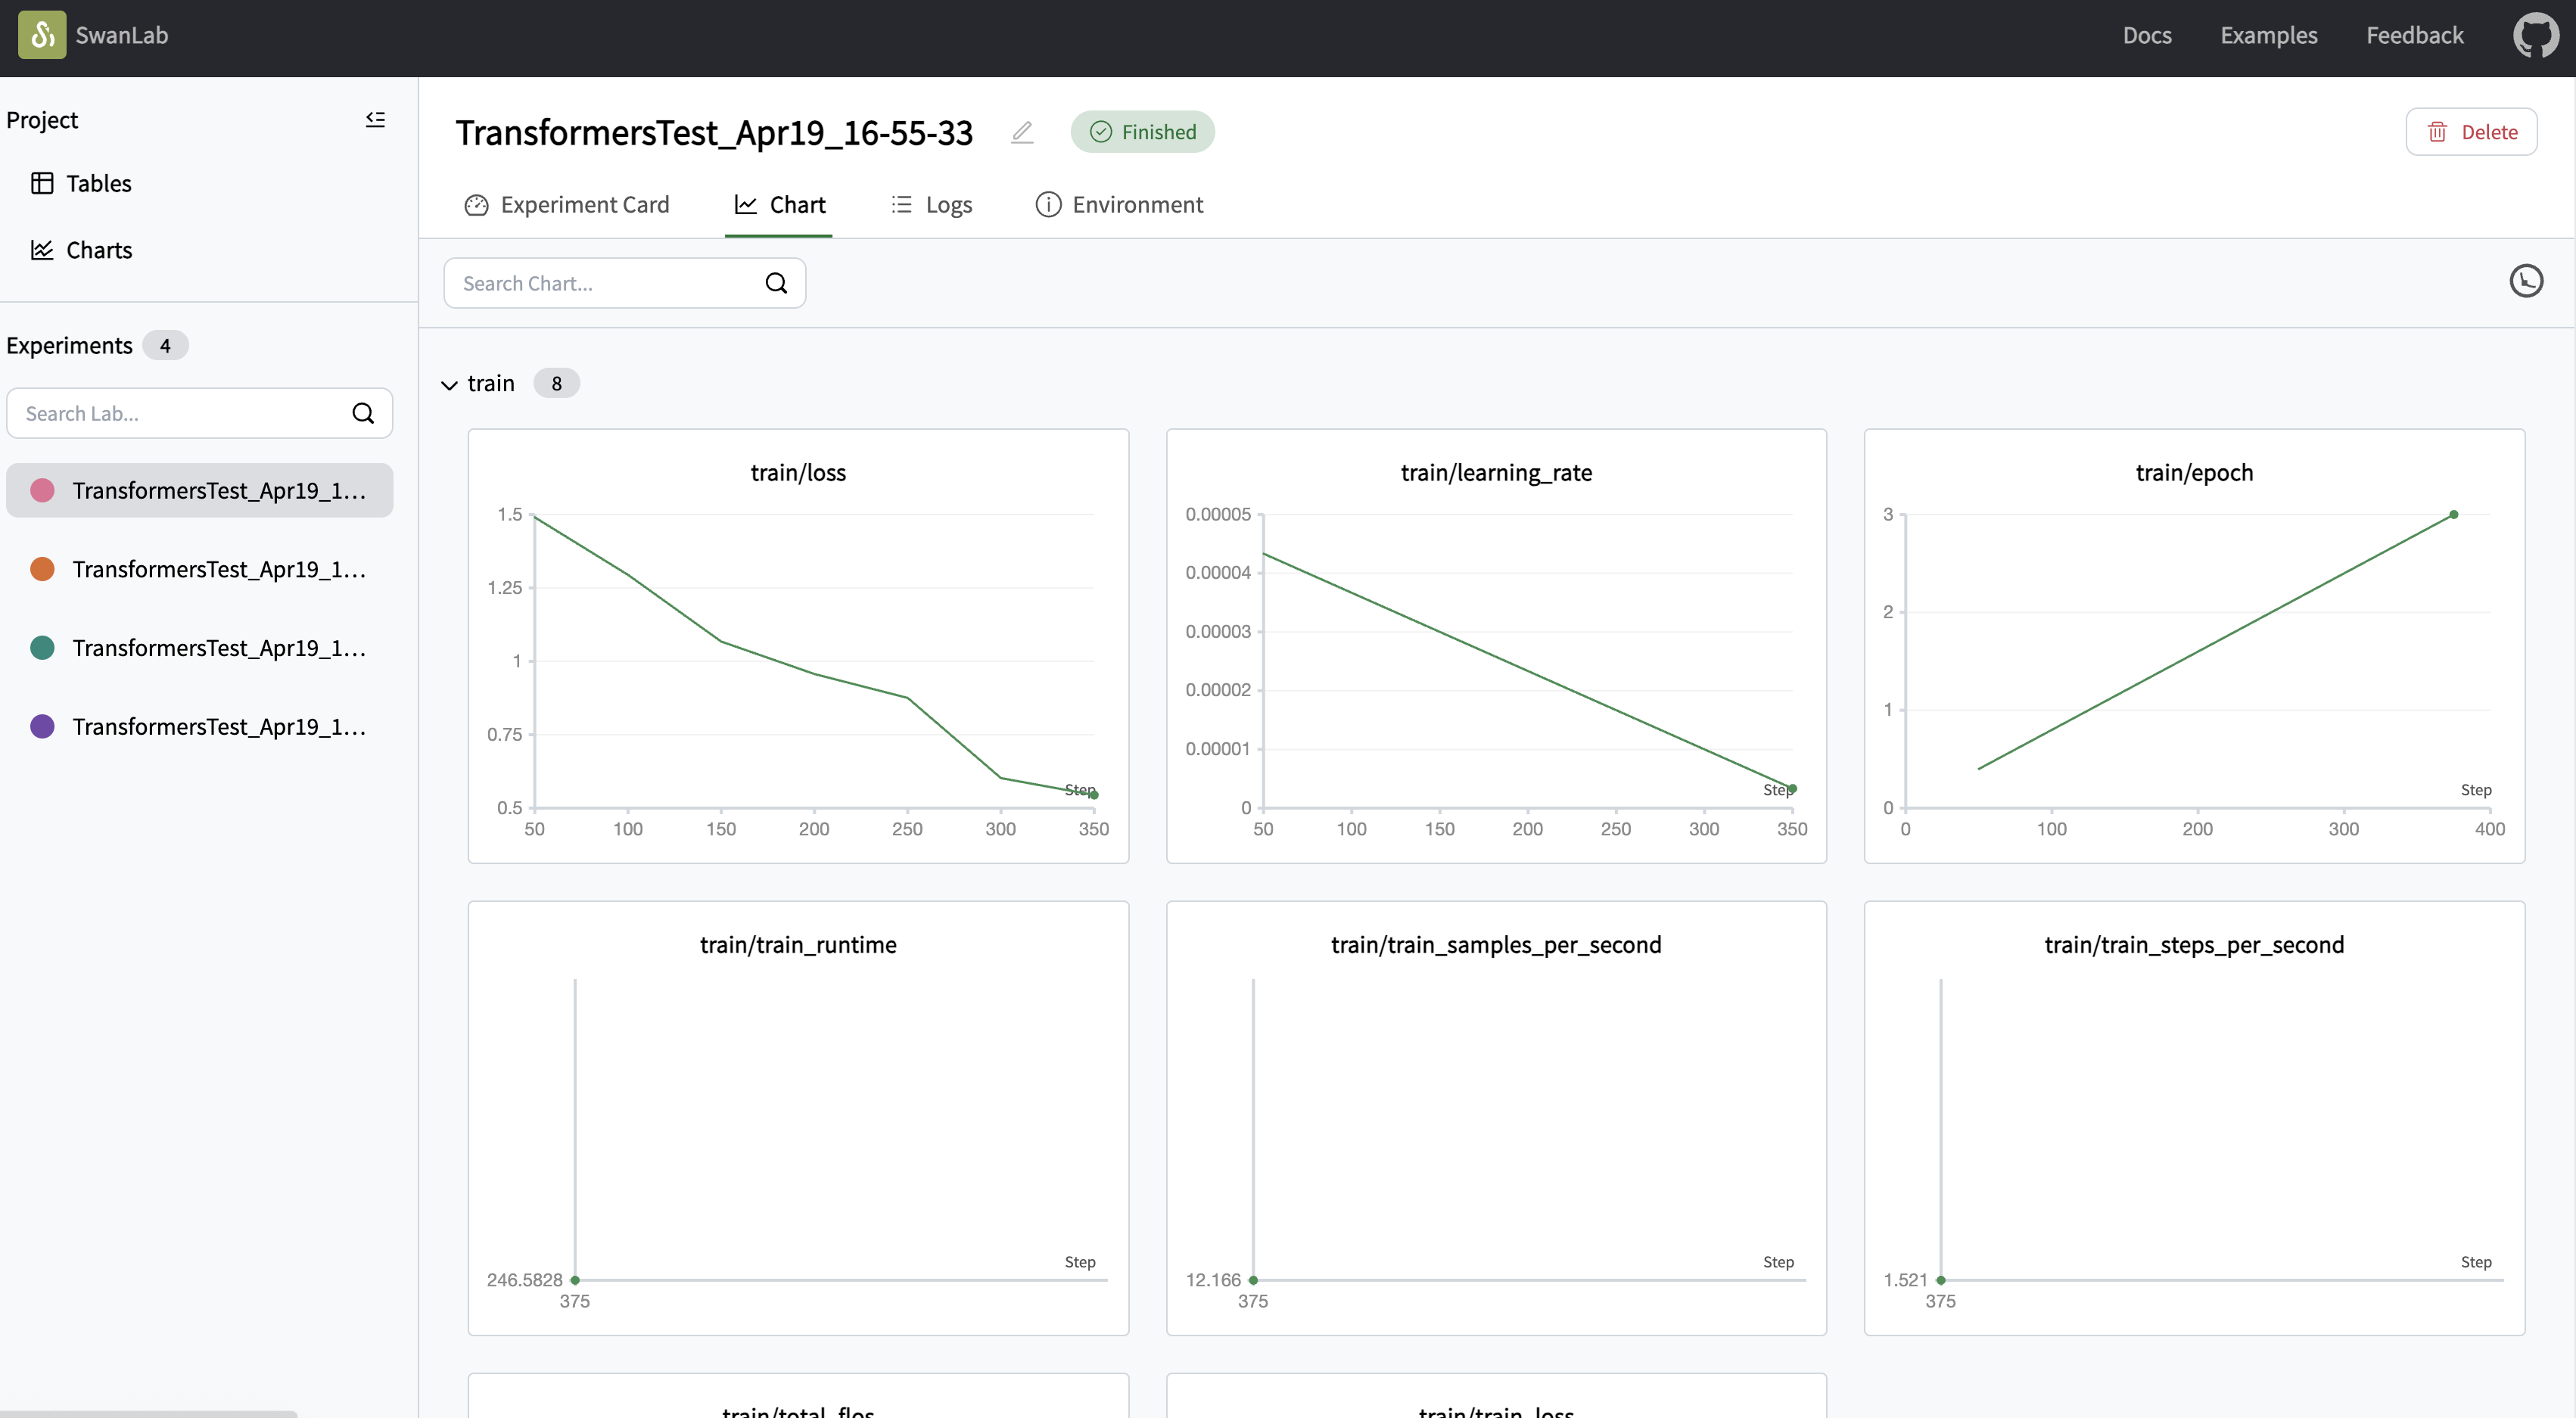 SwanLab
Docs
Examples
Feedback
Project
Tables
Charts
Experiments 4
Search Lab...
TransformersTest_Apr19_1...
TransformersTest_Apr19_1...
TransformersTest_Apr19_1...
TransformersTest_Apr19_1...
TransformersTest_Apr19_16-55-33
Finished
Delete
Experiment Card
Chart
Logs
Environment
Search Chart...
train 8
train/loss
1.5
1.25
1
0.75
0.5
Step
50 100 150 200 250 300 350
train/learning_rate
0.00005
0.00004
0.00003
0.00002
0.00001
0
Step
50 100 150 200 250 300 350
train/epoch
3
2
1
0
Step
0 100 200 300 400
train/train_runtime
Step
246.5828
375
train/train_samples_per_second
Step
12.166
375
train/train_steps_per_second
Step
1.521
375
train/total_flos
train/train_loss